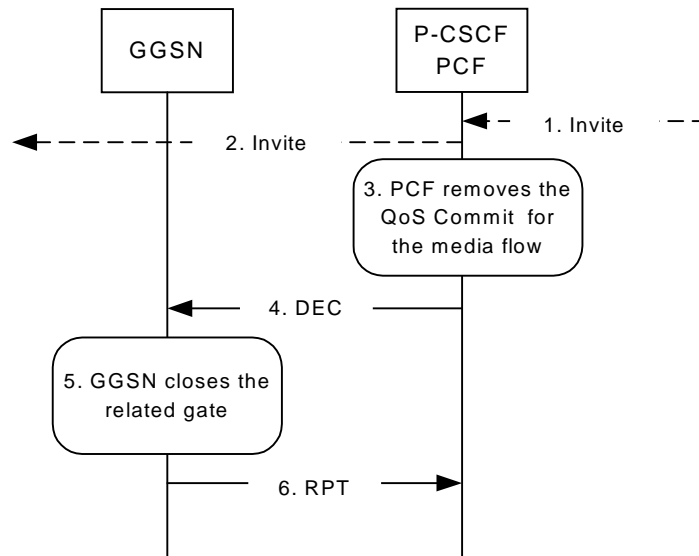 GGSN
P-CSCF
PCF
1. Invite
2. Invite
3. PCF removes the
QoS Commit for
the media flow
4. DEC
5. GGSN closes the
related gate
6. RPT